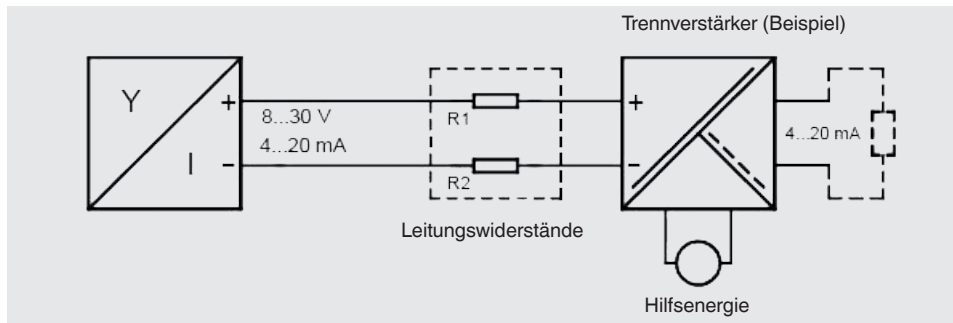 Trennverstärker (Beispiel)
Y
I
+
-
8...30 V
4...20 mA
R1
R2
Leitungswiderstände
+
-
4...20 mA
Hilfsenergie